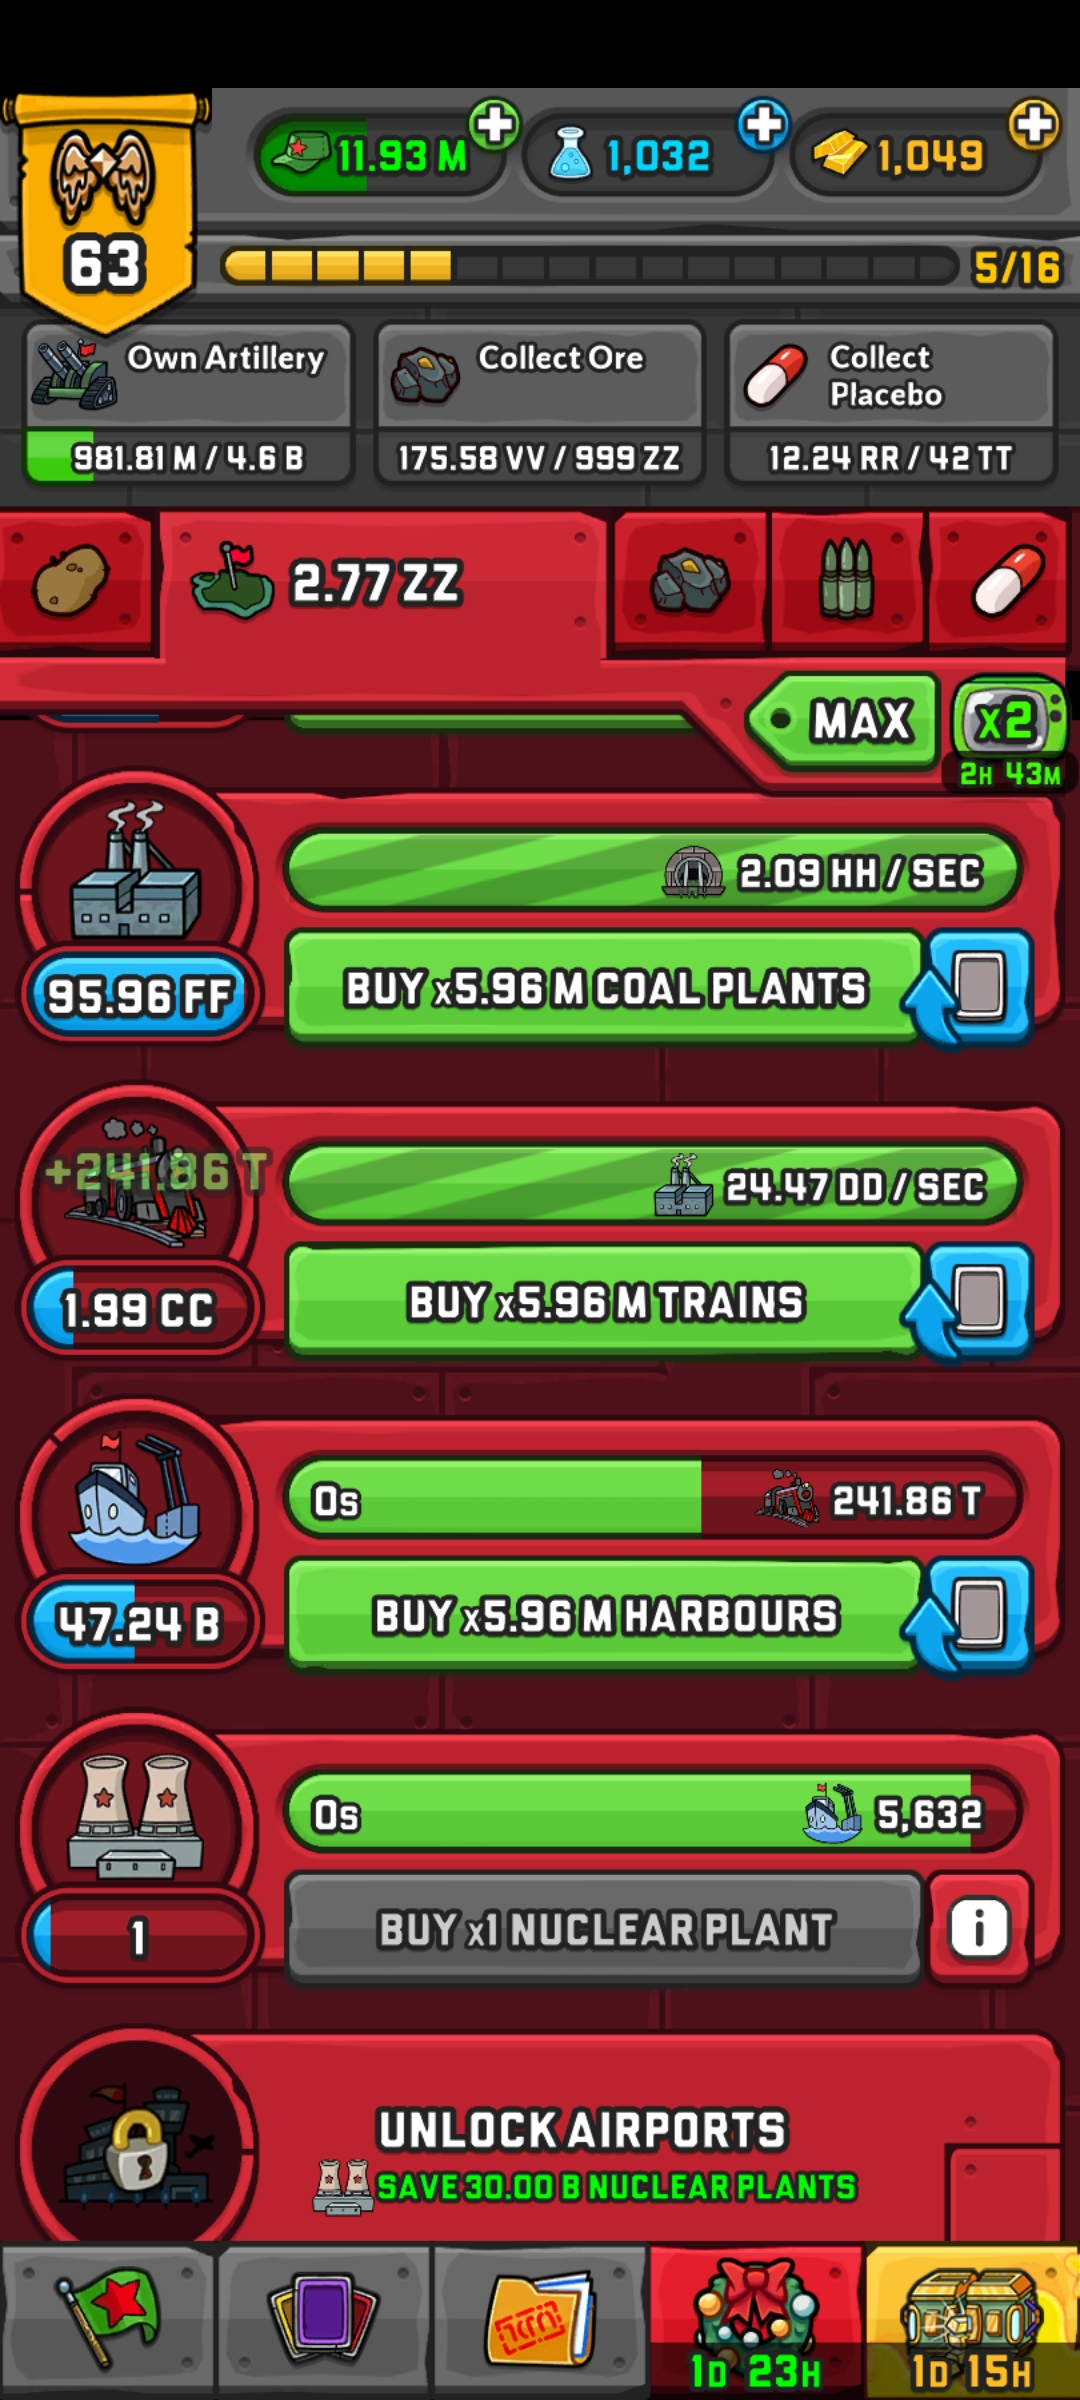 11.93 M
1,032
1,049
63
5/16
Own Artillery
981.81 M / 4.6 B
Collect Ore
175.58 VV / 999 ZZ
Collect
Placebo
12.24 RR / 42 TT
2.77 ZZ
MAX
x2
2H 43M
2.09 HH / SEC
95.96 FF
BUY x5.96 M COAL PLANTS
+241.86 T
24.47 DD / SEC
1.99 CC
BUY x5.96 M TRAINS
0s
241.86 T
47.24 B
BUY x5.96 M HARBOURS
0s
5,632
1
BUY x1 NUCLEAR PLANT
i
UNLOCK AIRPORTS
SAVE 30.00 B NUCLEAR PLANTS
1D 23H
1D 15H